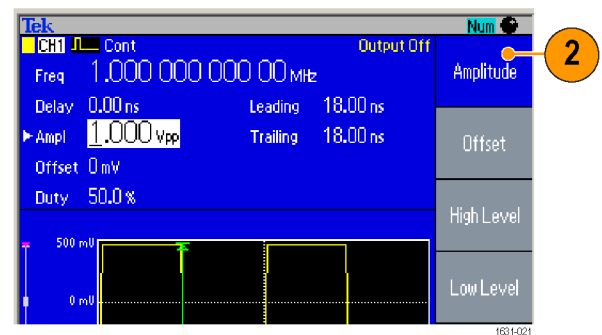 Tek
Num
CH1 Cont
Output Off
Freq 1.000 000 000 00 MHz
Delay 0.00 ns
Leading 18.00 ns
Ampl 1.000 Vpp
Trailing 18.00 ns
Offset 0 mV
Duty 50.0 %
500 mV
0 mV
Amplitude
2
Offset
High Level
Low Level
1631-021